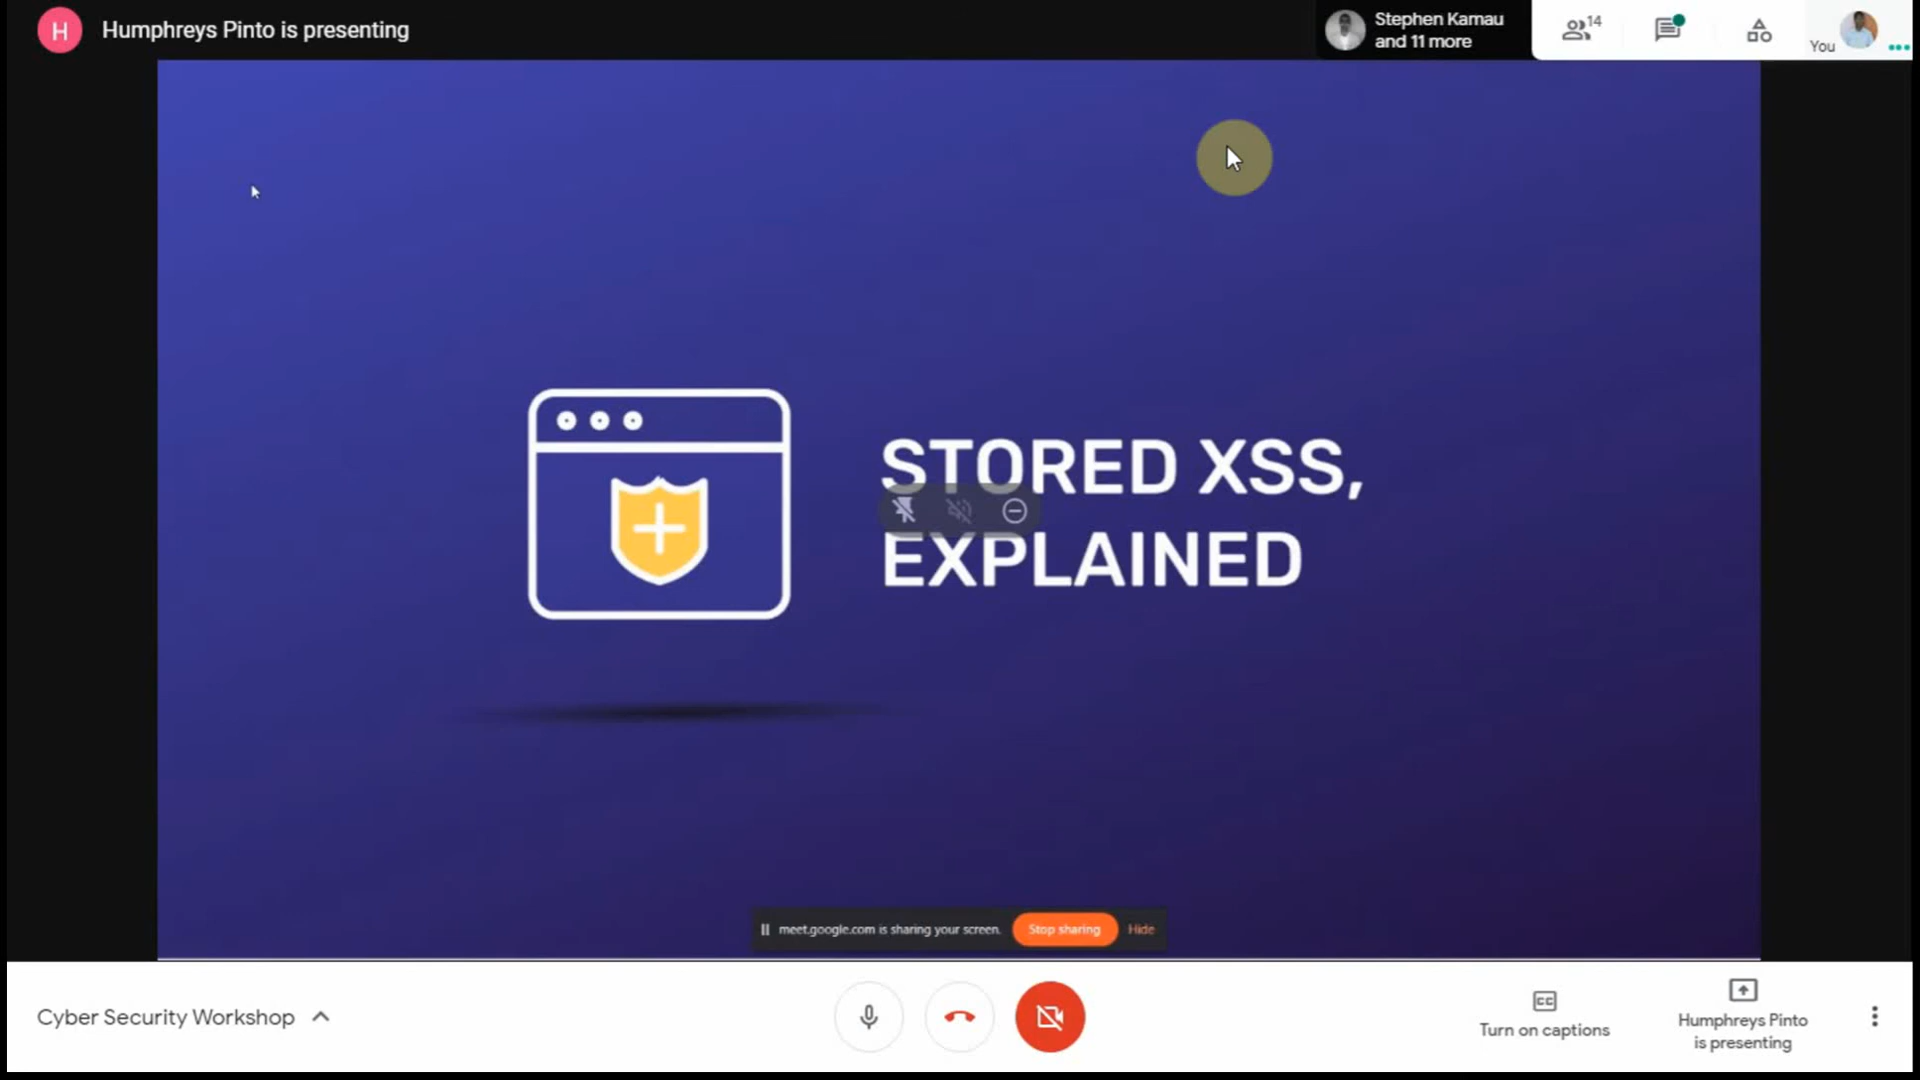 H
Humphreys Pinto is presenting
Stephen Kamau
and 11 more
14
You
STORED XSS,
EXPLAINED
meet.google.com is sharing your screen.
Stop sharing
Hide
Cyber Security Workshop
CC
Turn on captions
Humphreys Pinto
is presenting